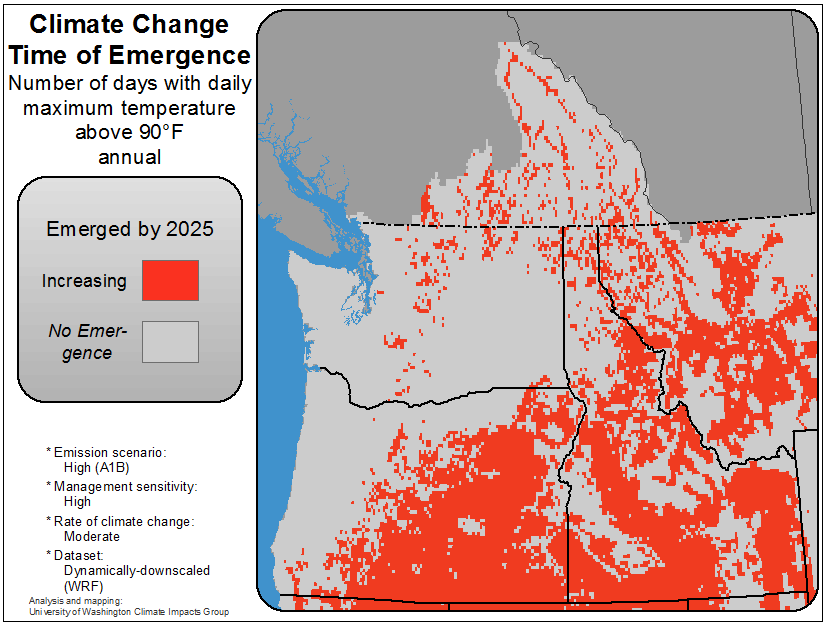 Climate Change
Time of Emergence
Number of days with daily
maximum temperature
above 90°F
annual
Emerged by 2025
Increasing
No Emer-
gence
* Emission scenario:
High (A1B)
* Management sensitivity:
High
* Rate of climate change:
Moderate
* Dataset:
Dynamically-downscaled
(WRF)
Analysis and mapping:
University of Washington Climate Impacts Group